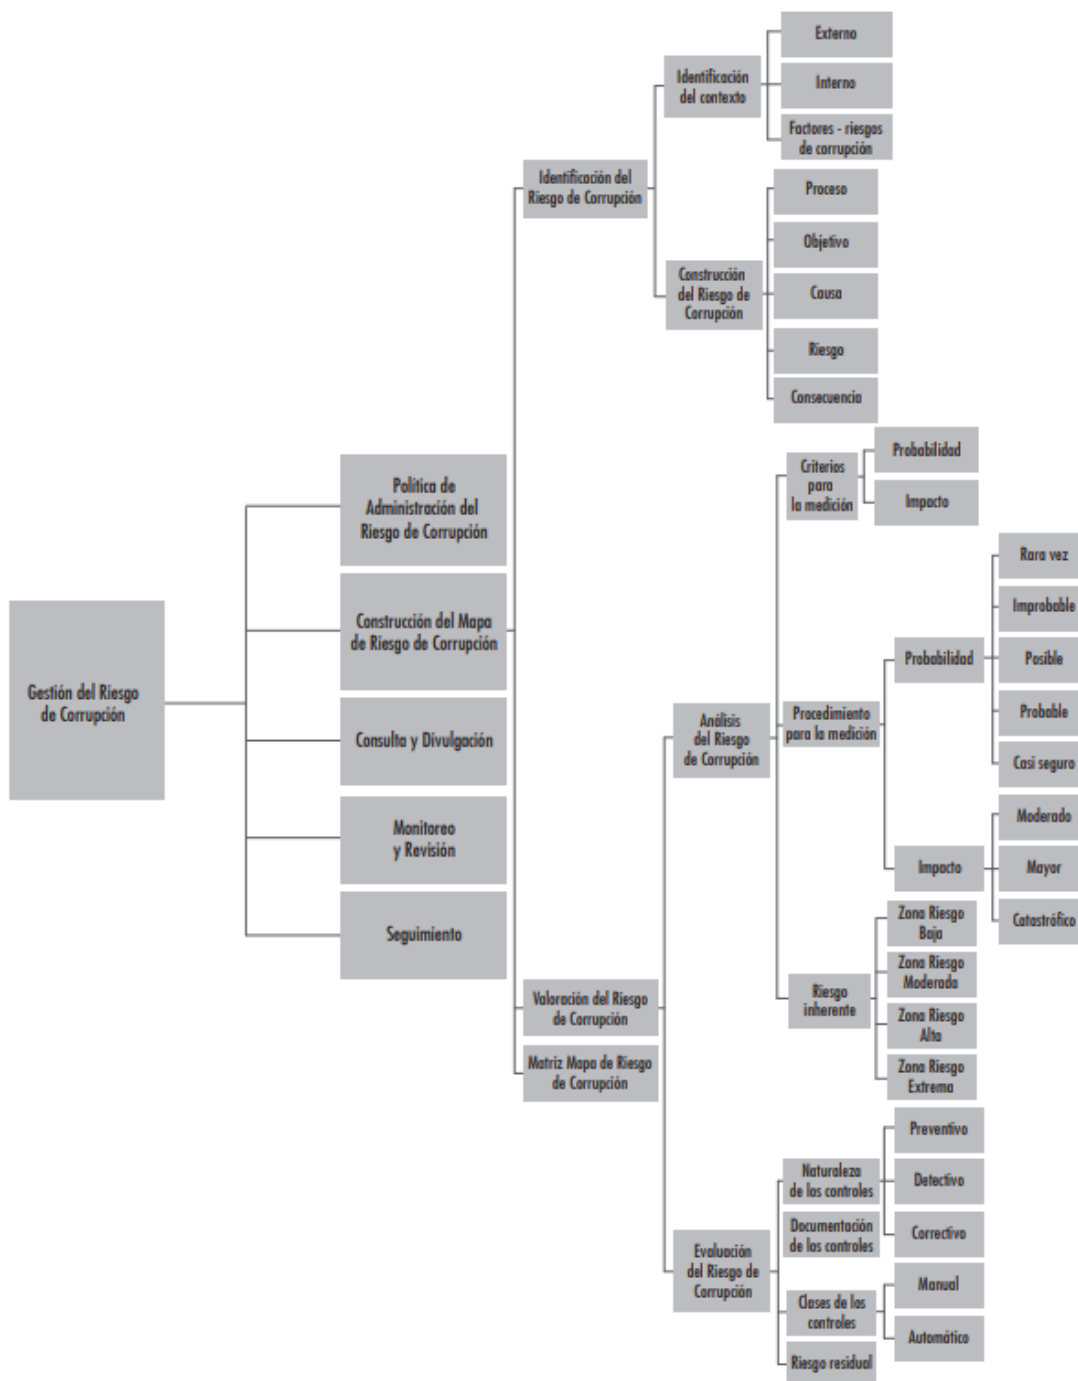 Gestión del Riesgo
de Corrupción
Política de
Administración del
Riesgo de Corrupción
Construcción del Mapa
de Riesgo de Corrupción
Consulta y Divulgación
Monitoreo
y Revisión
Seguimiento
Identificación del
Riesgo de Corrupción
Identificación
del contexto
Externo
Interno
Factores - riesgos
de corrupción
Construcción
del Riesgo de
Corrupción
Proceso
Objetivo
Causa
Riesgo
Consecuencia
Valoración del Riesgo
de Corrupción
Matriz Mapa de Riesgo
de Corrupción
Análisis
del Riesgo
de Corrupción
Criterios
para
la medición
Probabilidad
Impacto
Procedimiento
para la medición
Probabilidad
Rara vez
Improbable
Posible
Probable
Casi seguro
Impacto
Moderado
Mayor
Catastrófico
Riesgo
inherente
Zona Riesgo
Baja
Zona Riesgo
Moderada
Zona Riesgo
Alta
Zona Riesgo
Extrema
Evaluación
del Riesgo de
Corrupción
Naturaleza
de los controles
Preventivo
Detectivo
Correctivo
Documentación
de los controles
Clases de los
controles
Manual
Automático
Riesgo residual